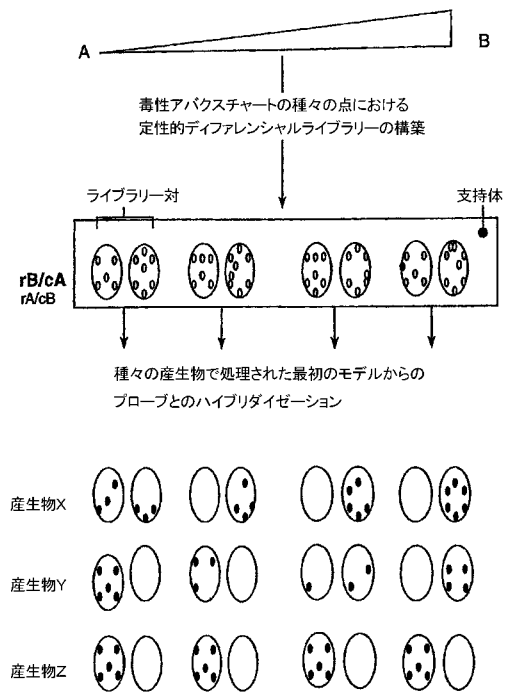 A
B
毒性アバクスチャートの種々の点における
定性的ディファレンシャルライブラリーの構築
ライブラリー対
支持体
rB/cA
rA/cB
種々の産生物で処理された最初のモデルからの
プローブとのハイブリダイゼーション
産生物X
産生物Y
産生物Z